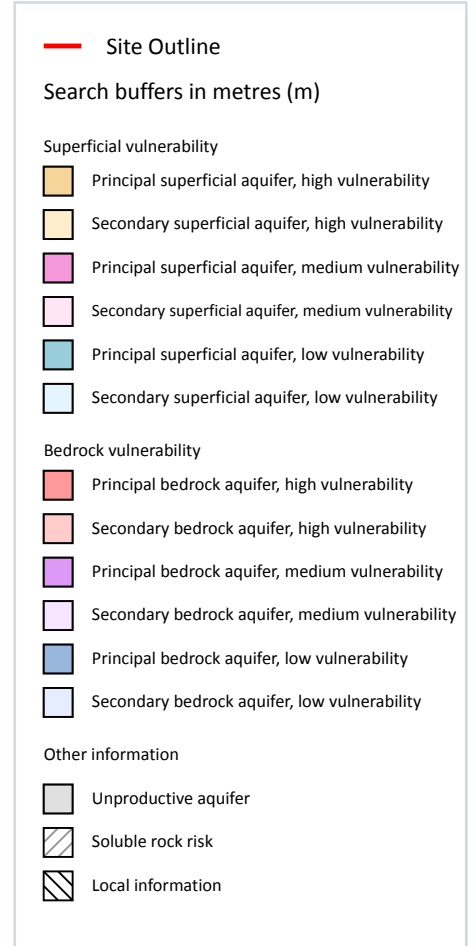 Site Outline
Search buffers in metres (m)
Superficial vulnerability
Principal superficial aquifer, high vulnerability
Secondary superficial aquifer, high vulnerability
Principal superficial aquifer, medium vulnerability
Secondary superficial aquifer, medium vulnerability
Principal superficial aquifer, low vulnerability
Secondary superficial aquifer, low vulnerability
Bedrock vulnerability
Principal bedrock aquifer, high vulnerability
Secondary bedrock aquifer, high vulnerability
Principal bedrock aquifer, medium vulnerability
Secondary bedrock aquifer, medium vulnerability
Principal bedrock aquifer, low vulnerability
Secondary bedrock aquifer, low vulnerability
Other information
Unproductive aquifer
Soluble rock risk
Local information